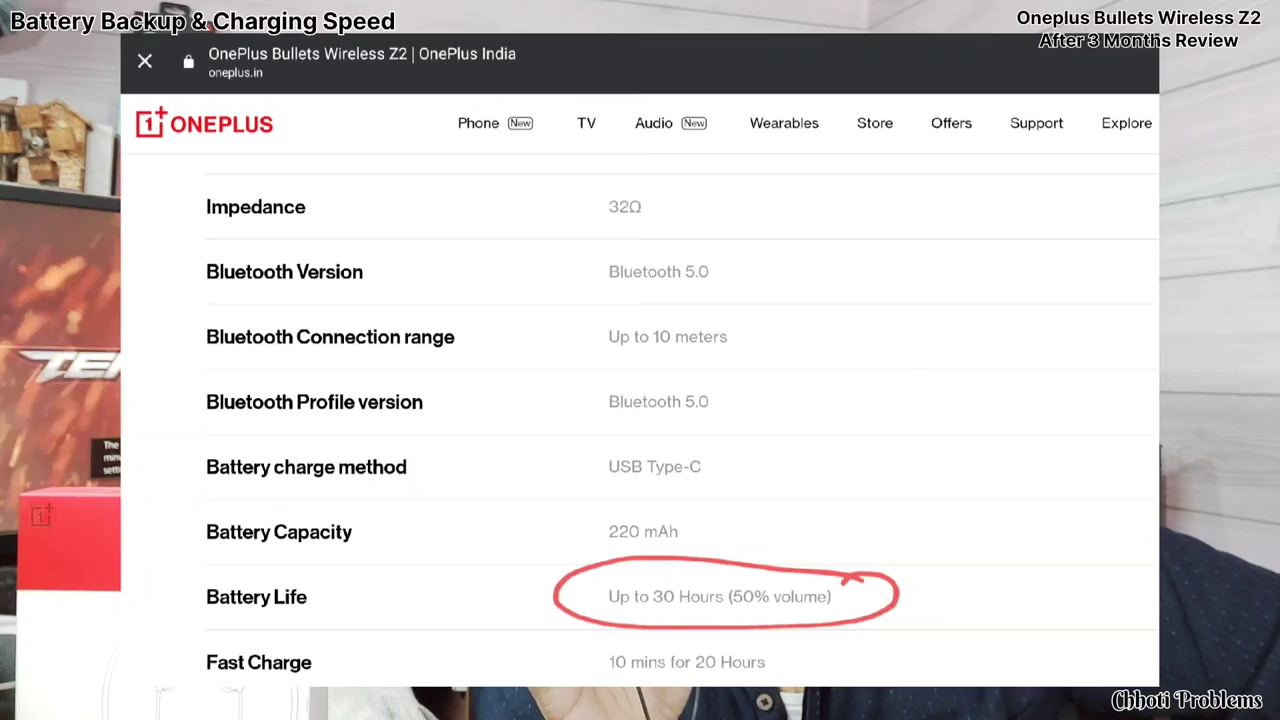 Battery Backup & Charging Speed
Oneplus Bullets Wireless Z2
After 3 Months Review
OnePlus Bullets Wireless Z2 | OnePlus India
oneplus.in
ONEPLUS
Phone New TV Audio New Wearables Store Offers Support Explore
Impedance 32Ω
Bluetooth Version Bluetooth 5.0
Bluetooth Connection range Up to 10 meters
Bluetooth Profile version Bluetooth 5.0
Battery charge method USB Type-C
The
Battery Capacity 220 mAh
Battery Life Up to 30 Hours (50% volume)
Fast Charge 10 mins for 20 Hours
Chhoti Problems